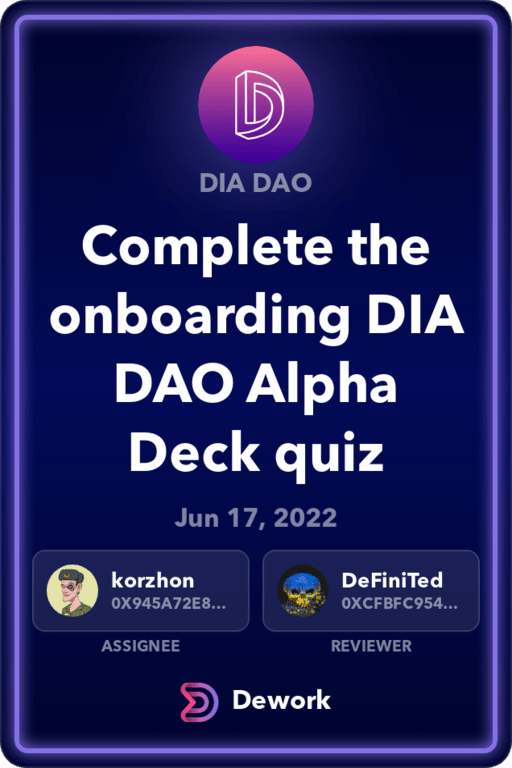 DIA DAO
Complete the
onboarding DIA
DAO Alpha
Deck quiz
Jun 17, 2022
korzhon
0X945A72E8...
DeFiniTed
0XCFBFC954...
ASSIGNEE
REVIEWER
Dework